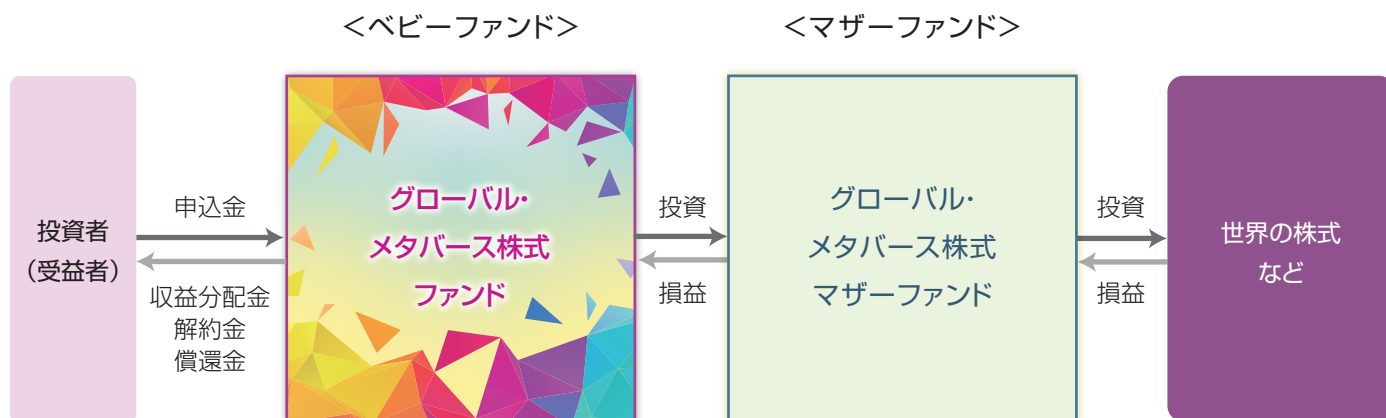 <ベビーファンド>
<マザーファンド>
投資者
(受益者)
申込金
収益分配金
解約金
償還金
グローバル・
メタバース株式
ファンド
投資
損益
グローバル・
メタバース株式
マザーファンド
投資
損益
世界の株式
など